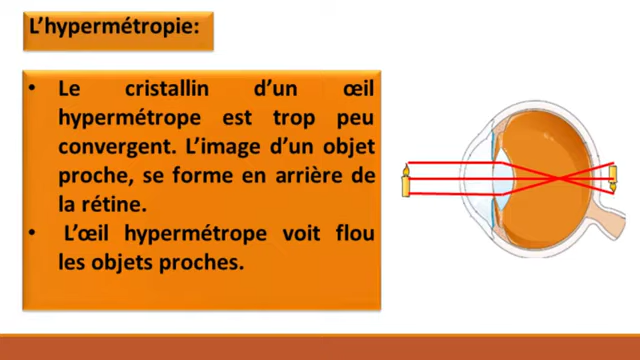 L’hypermétropie:
• Le cristallin d’un œil
hypermétrope est trop peu
convergent. L’image d’un objet
proche, se forme en arrière de
la rétine.
• L’œil hypermétrope voit flou
les objets proches.